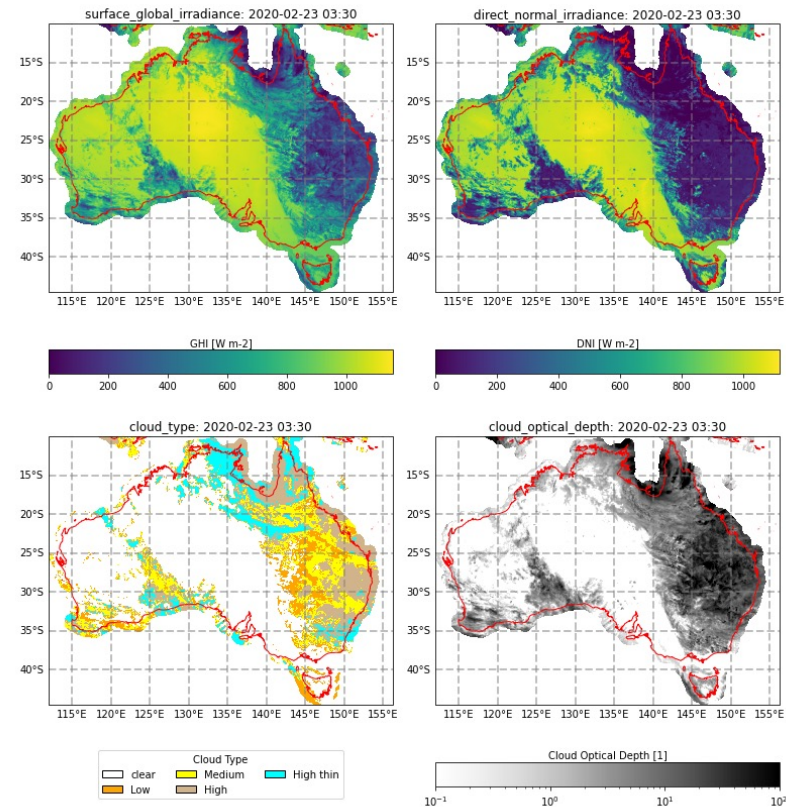 surface_global_irradiance: 2020-02-23 03:30
direct_normal_irradiance: 2020-02-23 03:30
15°S
20°S
25°S
30°S
35°S
40°S
115°E 120°E 125°E 130°E 135°E 140°E 145°E 150°E 155°E
15°S
20°S
25°S
30°S
35°S
40°S
115°E 120°E 125°E 130°E 135°E 140°E 145°E 150°E 155°E
GHI [W m-2]
0 200 400 600 800 1000
DNI [W m-2]
0 200 400 600 800 1000
cloud_type: 2020-02-23 03:30
cloud_optical_depth: 2020-02-23 03:30
15°S
20°S
25°S
30°S
35°S
40°S
115°E 120°E 125°E 130°E 135°E 140°E 145°E 150°E 155°E
15°S
20°S
25°S
30°S
35°S
40°S
115°E 120°E 125°E 130°E 135°E 140°E 145°E 150°E 155°E
Cloud Type
clear Medium High thin
Low High
Cloud Optical Depth [1]
10⁻¹ 10⁰ 10¹ 10²